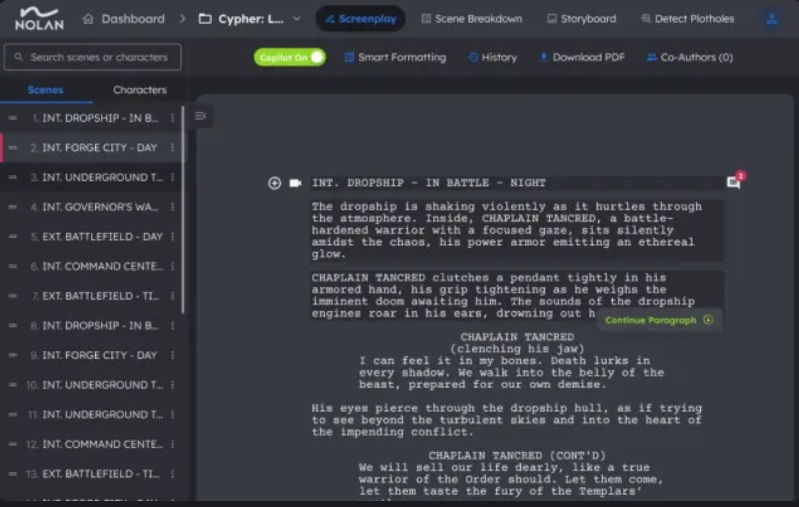 NOLAN
Dashboard > Cypher: L...
Screenplay
Scene Breakdown
Storyboard
Detect Plotholes
Search scenes or characters
Copilot On
Smart Formatting
History
Download PDF
Co-Authors (0)
Scenes
Characters
1. INT. DROPSHIP - IN B...
2. INT. FORGE CITY - DAY
3. INT. UNDERGROUND T...
4. INT. GOVERNOR'S WA...
5. EXT. BATTLEFIELD - DAY
6. INT. COMMAND CENTE...
7. EXT. BATTLEFIELD - TI...
8. INT. DROPSHIP - IN B...
9. INT. FORGE CITY - DAY
10. INT. UNDERGROUND T...
11. INT. UNDERGROUND T...
12. INT. COMMAND CENTE...
13. EXT. BATTLEFIELD - TI...
INT. DROPSHIP - IN BATTLE - NIGHT
2
The dropship is shaking violently as it hurtles through
the atmosphere. Inside, CHAPLAIN TANCRED, a battle-
hardened warrior with a focused gaze, sits silently
amidst the chaos, his power armor emitting an ethereal
glow.
CHAPLAIN TANCRED clutches a pendant tightly in his
armored hand, his grip tightening as he weighs the
imminent doom awaiting him. The sounds of the dropship
engines roar in his ears, drowning out
Continue Paragraph
CHAPLAIN TANCRED
(clenching his jaw)
I can feel it in my bones. Death lurks in
every shadow. We walk into the belly of the
beast, prepared for our own demise.
His eyes pierce through the dropship hull, as if trying
to see beyond the turbulent skies and into the heart of
the impending conflict.
CHAPLAIN TANCRED (CONT'D)
We will sell our life dearly, like a true
warrior of the Order should. Let them come,
let them taste the fury of the Templars'